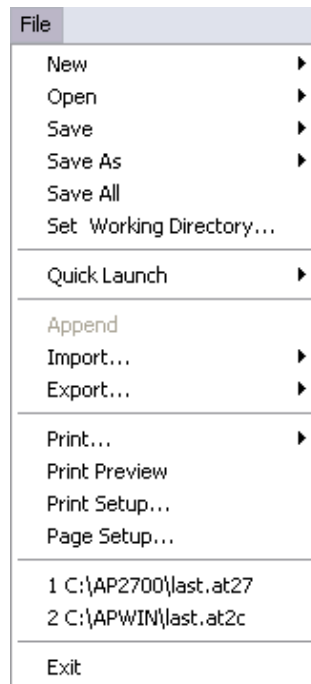 File
New
Open
Save
Save As
Save All
Set Working Directory...
Quick Launch
Append
Import...
Export...
Print...
Print Preview
Print Setup...
Page Setup...
1 C:\AP2700\last.at27
2 C:\APWIN\last.at2c
Exit